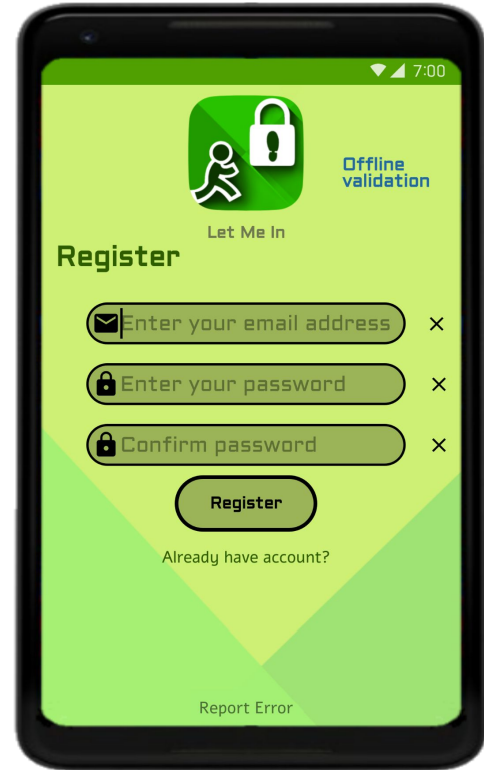 7:00
Offline
validation
Let Me In
Register
Enter your email address
Enter your password
Confirm password
Register
Already have account?
Report Error